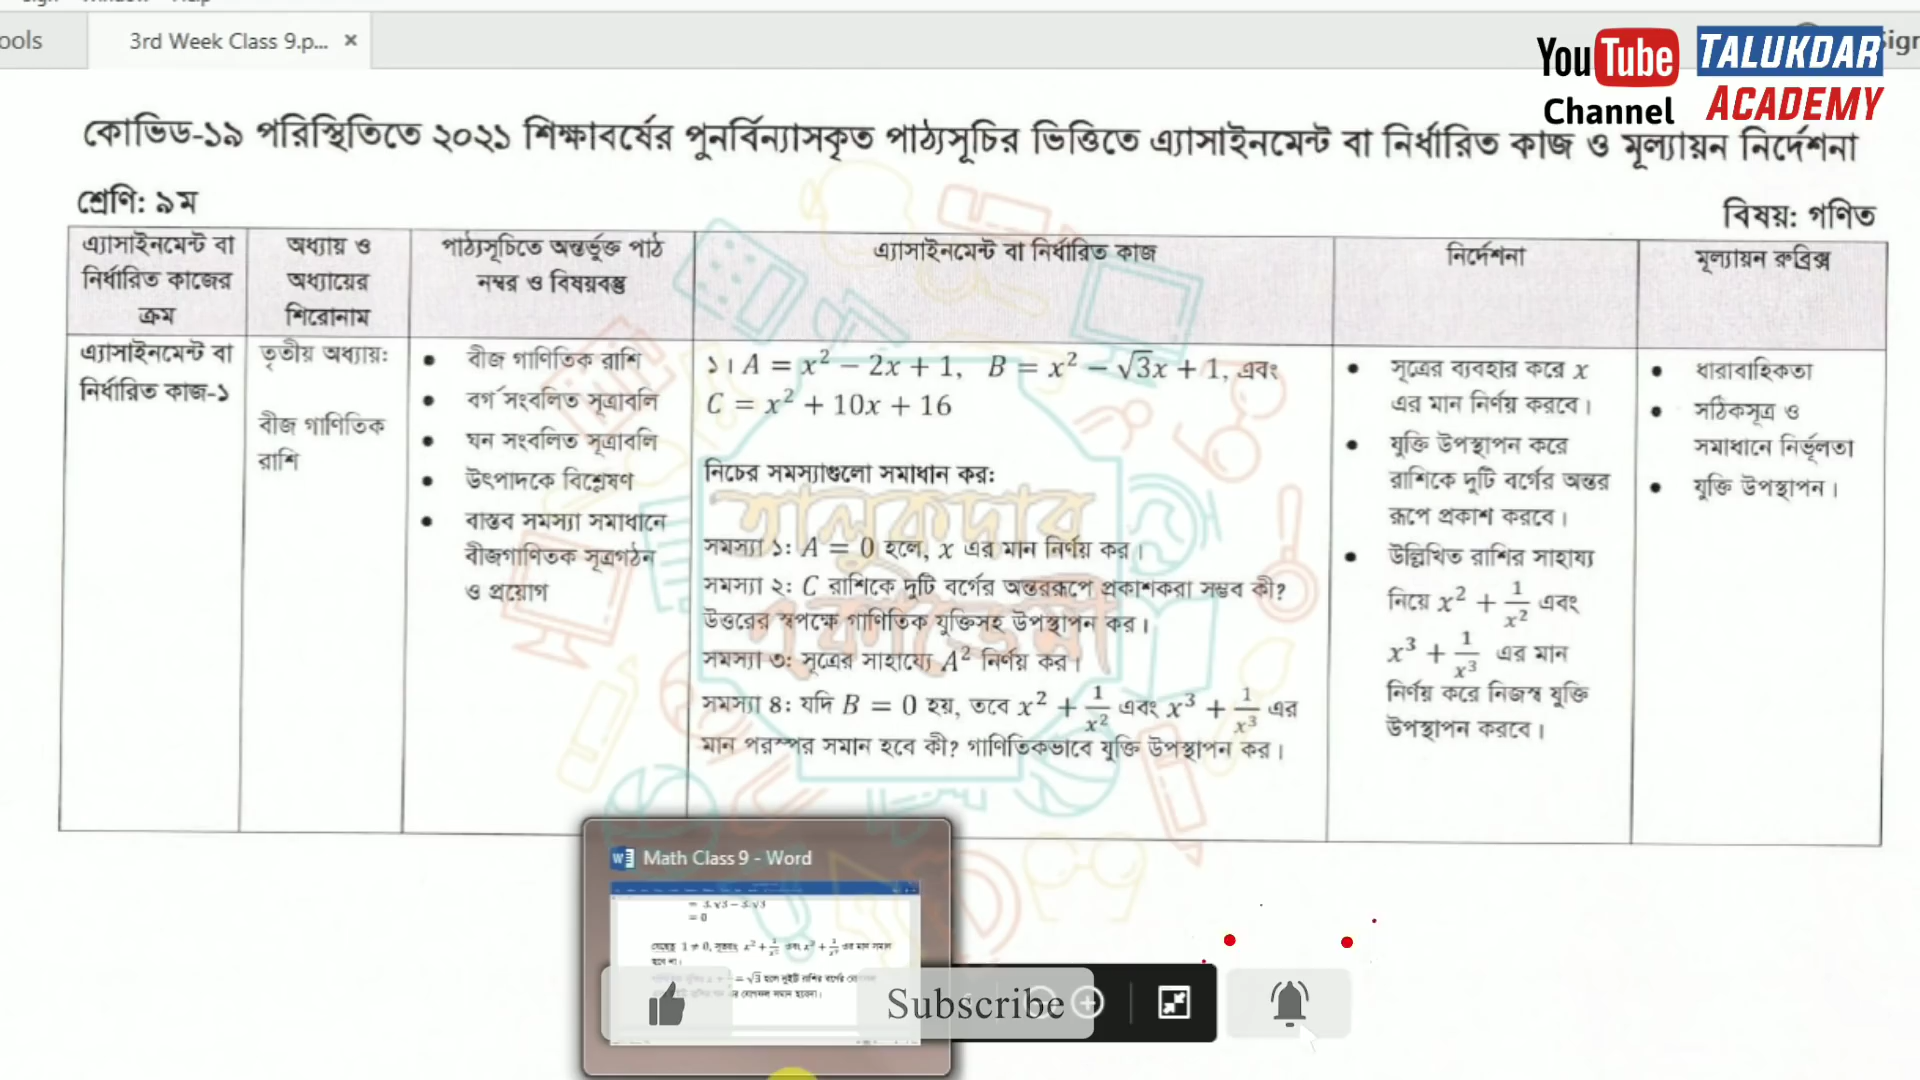 3rd Week Class 9.p... ×
ools
YouTube
Channel
TALUKDAR
ACADEMY
Sign
কোভিড-১৯ পরিস্থিতিতে ২০২১ শিক্ষাবর্ষের পুনর্বিন্যাসকৃত পাঠ্যসূচির ভিত্তিতে এ্যাসাইনমেন্ট বা নির্ধারিত কাজ ও মূল্যায়ন নির্দেশনা
শ্রেণি: ৯ম
বিষয়: গণিত
এ্যাসাইনমেন্ট বা
নির্ধারিত কাজের
ক্রম
অধ্যায় ও
অধ্যায়ের
শিরোনাম
পাঠ্যসূচিতে অন্তর্ভুক্ত পাঠ
নম্বর ও বিষয়বস্তু
এ্যাসাইনমেন্ট বা নির্ধারিত কাজ
নির্দেশনা
মূল্যায়ন রুব্রিক্স
এ্যাসাইনমেন্ট বা
নির্ধারিত কাজ-১
তৃতীয় অধ্যায়:
বীজ গাণিতিক
রাশি
• বীজ গাণিতিক রাশি
• বর্গ সংবলিত সূত্রাবলি
• ঘন সংবলিত সূত্রাবলি
• উৎপাদকে বিশ্লেষণ
• বাস্তব সমস্যা সমাধানে
বীজগাণিতক সূত্রগঠন
ও প্রয়োগ
১। A = x² − 2x + 1, B = x² − √3x + 1, এবং
C = x² + 10x + 16
নিচের সমস্যাগুলো সমাধান কর:
সমস্যা ১: A = 0 হলে, x এর মান নির্ণয় কর।
সমস্যা ২: C রাশিকে দুটি বর্গের অন্তররূপে প্রকাশকরা সম্ভব কী?
উত্তরের স্বপক্ষে গাণিতিক যুক্তিসহ উপস্থাপন কর।
সমস্যা ৩: সূত্রের সাহায্যে A² নির্ণয় কর।
সমস্যা ৪: যদি B = 0 হয়, তবে x² + 1/x² এবং x³ + 1/x³ এর
মান পরস্পর সমান হবে কী? গাণিতিকভাবে যুক্তি উপস্থাপন কর।
• সূত্রের ব্যবহার করে x
এর মান নির্ণয় করবে।
• যুক্তি উপস্থাপন করে
রাশিকে দুটি বর্গের অন্তর
রূপে প্রকাশ করবে।
• উল্লিখিত রাশির সাহায্য
নিয়ে x² + 1/x² এবং
x³ + 1/x³ এর মান
নির্ণয় করে নিজস্ব যুক্তি
উপস্থাপন করবে।
• ধারাবাহিকতা
• সঠিকসূত্র ও
সমাধানে নির্ভূলতা
• যুক্তি উপস্থাপন।
তালুকদার
একাডেমী
Math Class 9 - Word
= 0
Subscribe